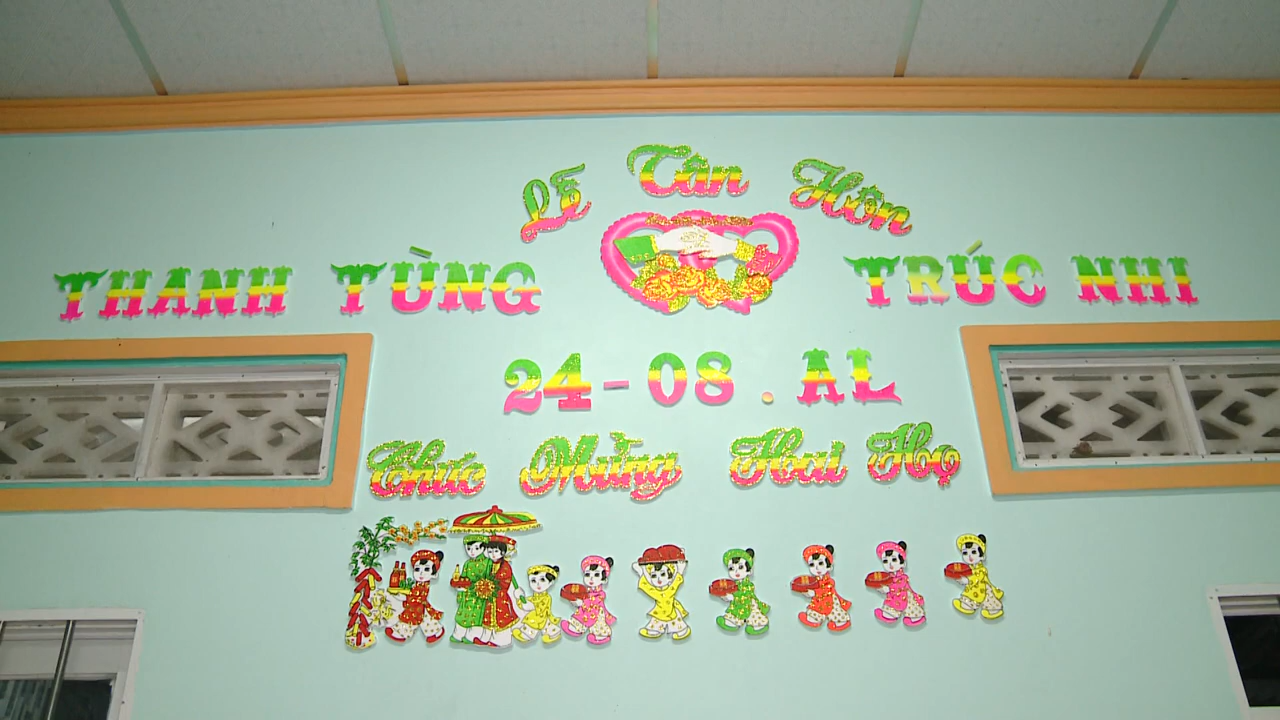 Lễ Tân Hôn
THANH TÙNG TRÚC NHI
24-08.AL
Chúc Mừng Hai Họ